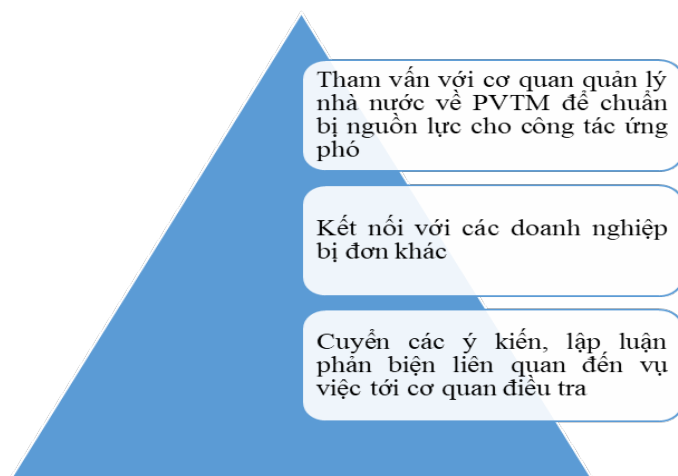 Tham vấn với cơ quan quản lý
nhà nước về PVTM để chuẩn
bị nguồn lực cho công tác ứng
phó
Kết nối với các doanh nghiệp
bị đơn khác
Cuyển các ý kiến, lập luận
phản biện liên quan đến vụ
việc tới cơ quan điều tra